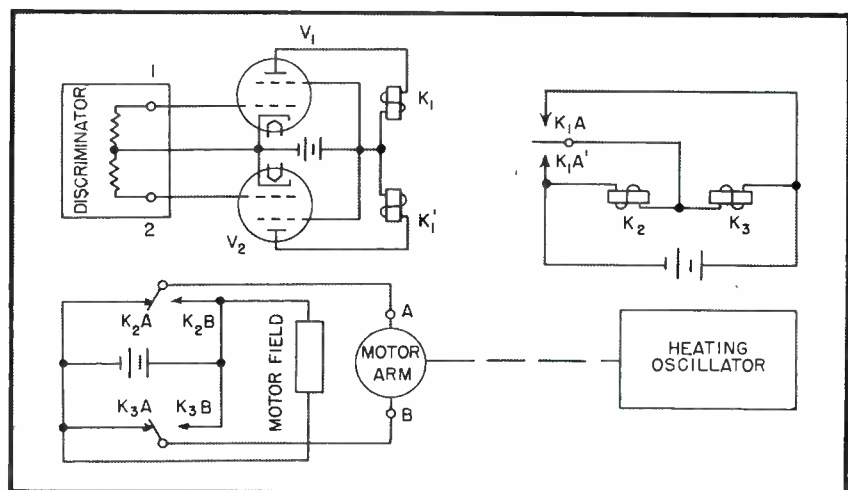 V1
1
DISCRIMINATOR
K1
2
V2
K1'
K1A
K1A'
K2
K3
K2A
K2B
A
MOTOR FIELD
MOTOR
ARM
HEATING
OSCILLATOR
K3A
K3B
B